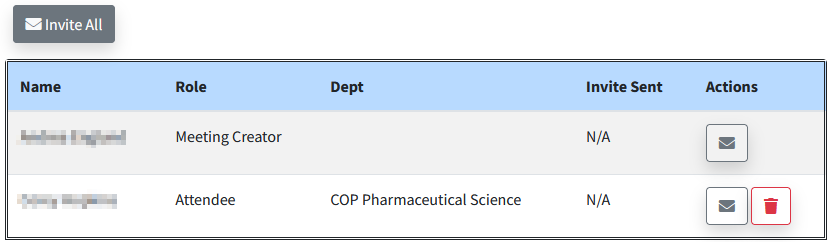 Invite All
Name Role Dept Invite Sent Actions
Meeting Creator N/A
Attendee COP Pharmaceutical Science N/A